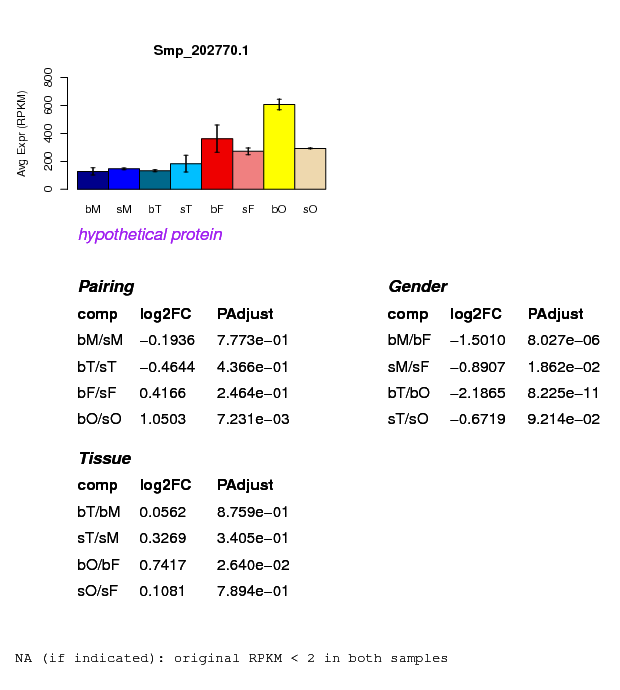 Smp_202770.1
Avg Expr (RPKM)
0 200 400 600 800
bM sM bT sT bF sF bO sO
hypothetical protein
Pairing
comp log2FC PAdjust
bM/sM −0.1936 7.773e−01
bT/sT −0.4644 4.366e−01
bF/sF 0.4166 2.464e−01
bO/sO 1.0503 7.231e−03
Gender
comp log2FC PAdjust
bM/bF −1.5010 8.027e−06
sM/sF −0.8907 1.862e−02
bT/bO −2.1865 8.225e−11
sT/sO −0.6719 9.214e−02
Tissue
comp log2FC PAdjust
bT/bM 0.0562 8.759e−01
sT/sM 0.3269 3.405e−01
bO/bF 0.7417 2.640e−02
sO/sF 0.1081 7.894e−01
NA (if indicated): original RPKM < 2 in both samples